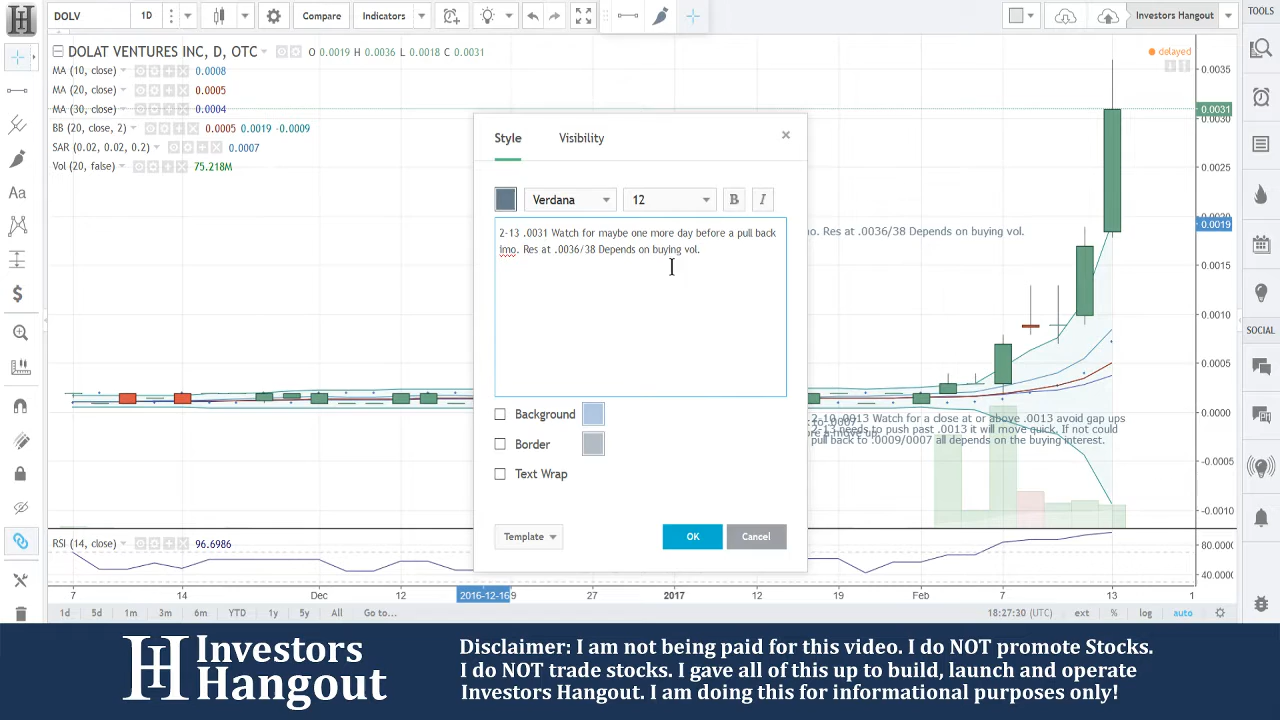 DOLV
1D
Compare
Indicators
Investors Hangout
TOOLS
DOLAT VENTURES INC, D, OTC
O 0.0019 H 0.0036 L 0.0018 C 0.0031
delayed
MA (10, close)
0.0008
MA (20, close)
0.0005
MA (30, close)
0.0004
BB (20, close, 2)
0.0005 0.0019 -0.0009
SAR (0.02, 0.02, 0.2)
0.0007
Vol (20, false)
75.218M
0.0035
0.0031
0.0030
0.0025
0.0020
0.0019
0.0015
0.0010
0.0005
0.0000
-0.0005
-0.0010
Style
Visibility
Verdana
12
B
I
2-13 .0031 Watch for maybe one more day before a pull back
imo. Res at .0036/38 Depends on buying vol.
Background
Border
Text Wrap
Template
OK
Cancel
mo. Res at .0036/38 Depends on buying vol.
2-10 .0013 Watch for a close at or above .0013 avoid gap ups
2-13 needs to push past .0013 it will move quick. If not could
pull back to .0009/0007 all depends on the buying interest.
Aa
$
SOCIAL
RSI (14, close)
96.6986
80.0000
40.0000
7
14
Dec
12
2016-12-16
9
27
2017
12
19
Feb
7
13
1
1d
5d
1m
3m
6m
YTD
1y
5y
All
Go to...
18:27:30 (UTC)
ext
%
log
auto
Investors
Hangout
Disclaimer: I am not being paid for this video. I do NOT promote Stocks.
I do NOT trade stocks. I gave all of this up to build, launch and operate
Investors Hangout. I am doing this for informational purposes only!